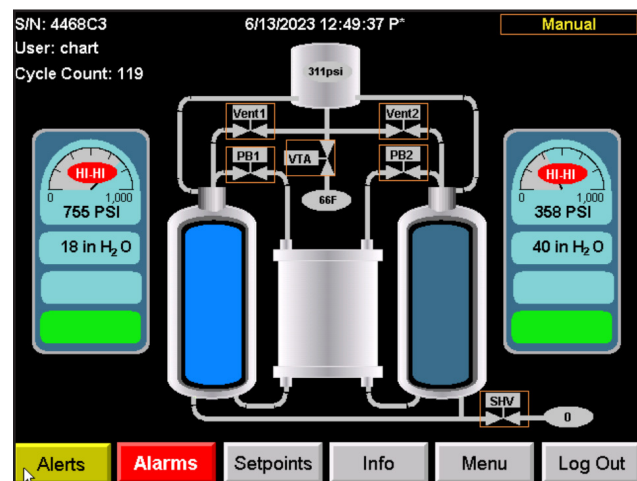 S/N: 4468C3
6/13/2023 12:49:37 P*
Manual
User: chart
Cycle Count: 119
311psi
Vent1
Vent2
PB1
VTA
PB2
66F
HI-HI
0 1,000
755 PSI
18 in H₂O
HI-HI
0 1,000
358 PSI
40 in H₂O
SHV
0
Alerts
Alarms
Setpoints
Info
Menu
Log Out